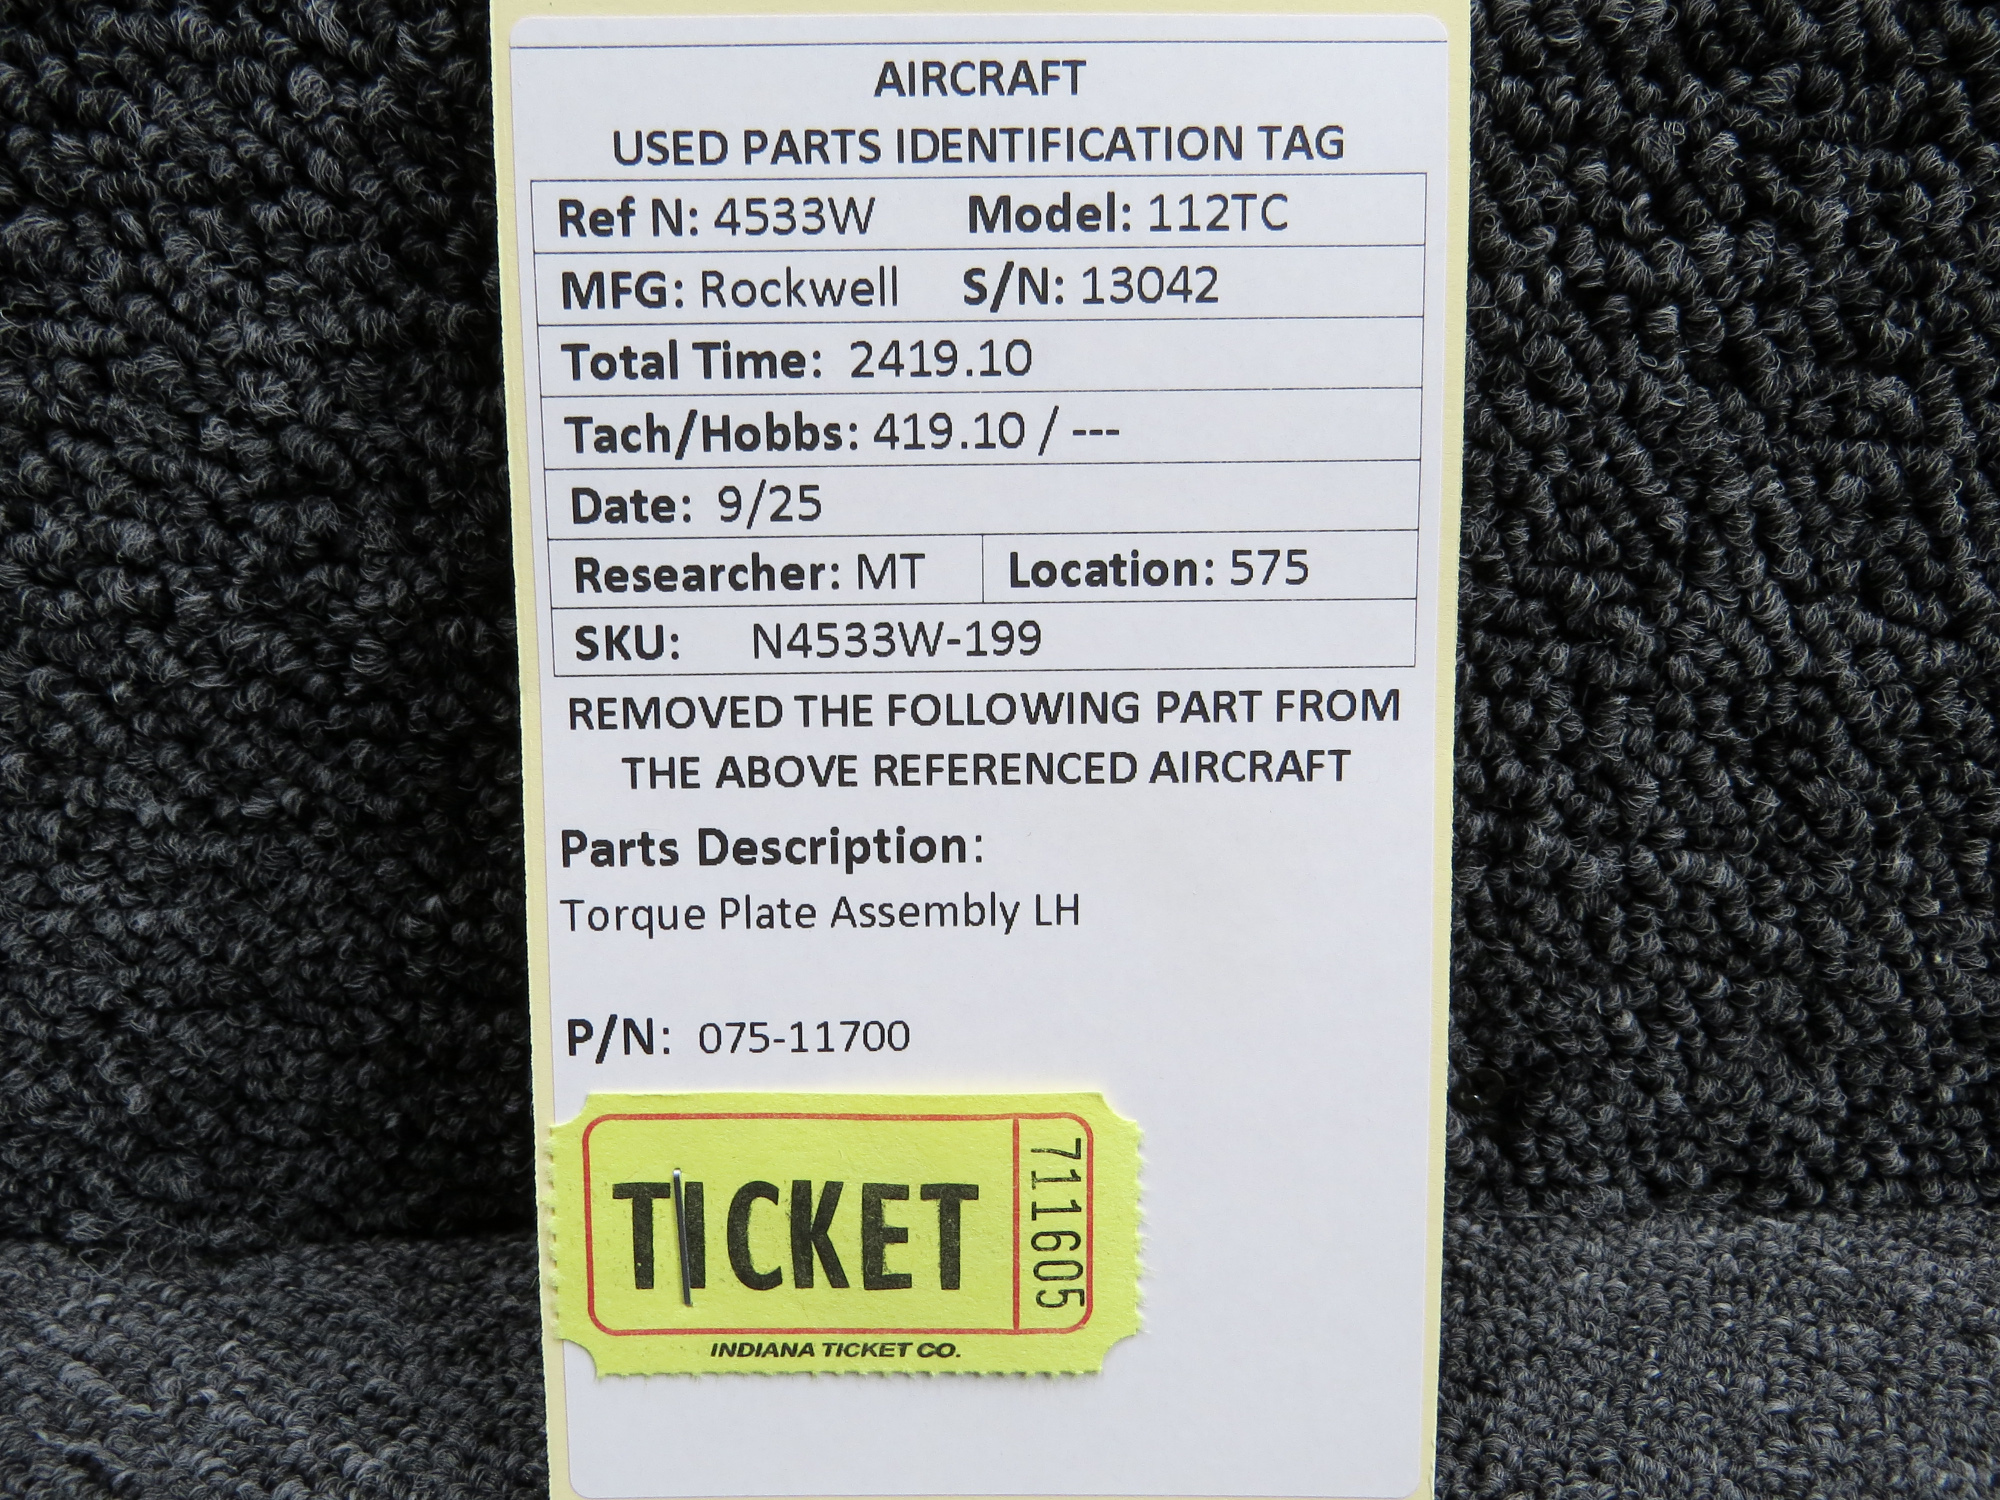 AIRCRAFT
USED PARTS IDENTIFICATION TAG
Ref N: 4533W Model: 112TC
MFG: Rockwell S/N: 13042
Total Time: 2419.10
Tach/Hobbs: 419.10 / ---
Date: 9/25
Researcher: MT Location: 575
SKU: N4533W-199
REMOVED THE FOLLOWING PART FROM
THE ABOVE REFERENCED AIRCRAFT
Parts Description:
Torque Plate Assembly LH
P/N: 075-11700
TICKET
711605
INDIANA TICKET CO.